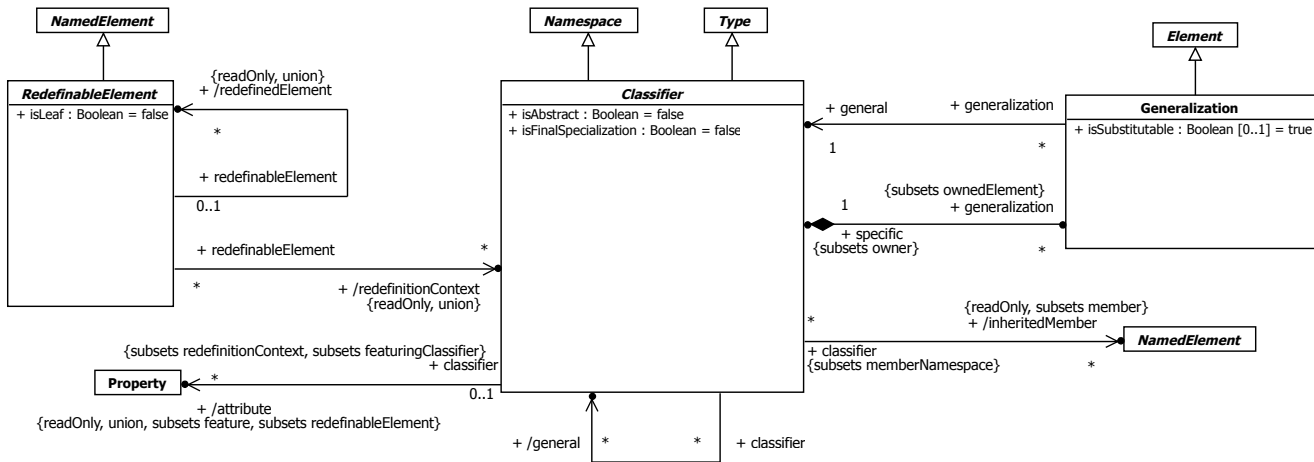 NamedElement
Namespace
Type
Element
RedefinableElement
+ isLeaf : Boolean = false
{readOnly, union}
+ /redefinedElement
*
+ redefinableElement
0..1
+ redefinableElement
*
*
+ /redefinitionContext
{readOnly, union}
Classifier
+ isAbstract : Boolean = false
+ isFinalSpecialization : Boolean = false
+ general
1
+ generalization
*
Generalization
+ isSubstitutable : Boolean [0..1] = true
{subsets ownedElement}
+ generalization
1
+ specific
{subsets owner}
*
{readOnly, subsets member}
+ /inheritedMember
*
+ classifier
{subsets memberNamespace}
*
NamedElement
{subsets redefinitionContext, subsets featuringClassifier}
+ classifier
0..1
Property
*
+ /attribute
{readOnly, union, subsets feature, subsets redefinableElement}
+ /general
*
*
+ classifier